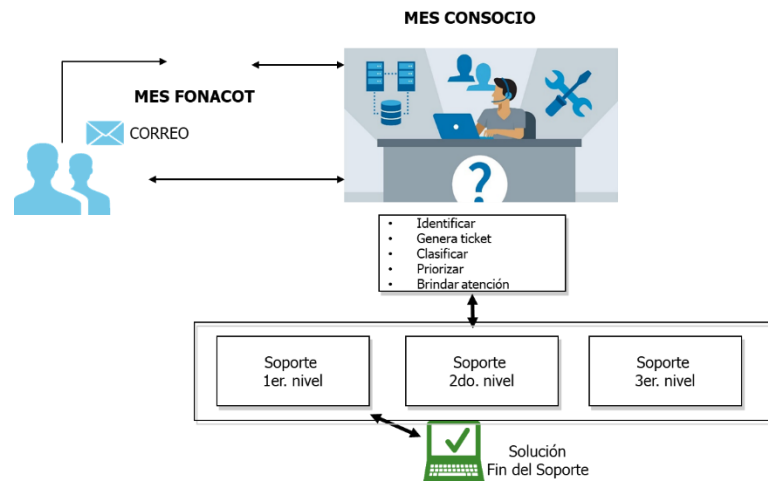 MES CONSOCIO
MES FONACOT
CORREO
?
• Identificar
• Genera ticket
• Clasificar
• Priorizar
• Brindar atención
Soporte
1er. nivel
Soporte
2do. nivel
Soporte
3er. nivel
Solución
Fin del Soporte